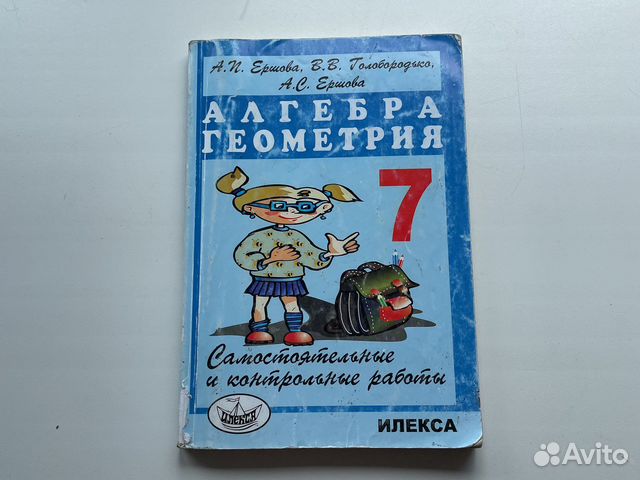 А.П. Ершова, В.В. Голобородько,
А.С. Ершова
АЛГЕБРА
ГЕОМЕТРИЯ
7
Самостоятельные
и контрольные работы
ИЛЕКСА
ИЛЕКСА
Avito